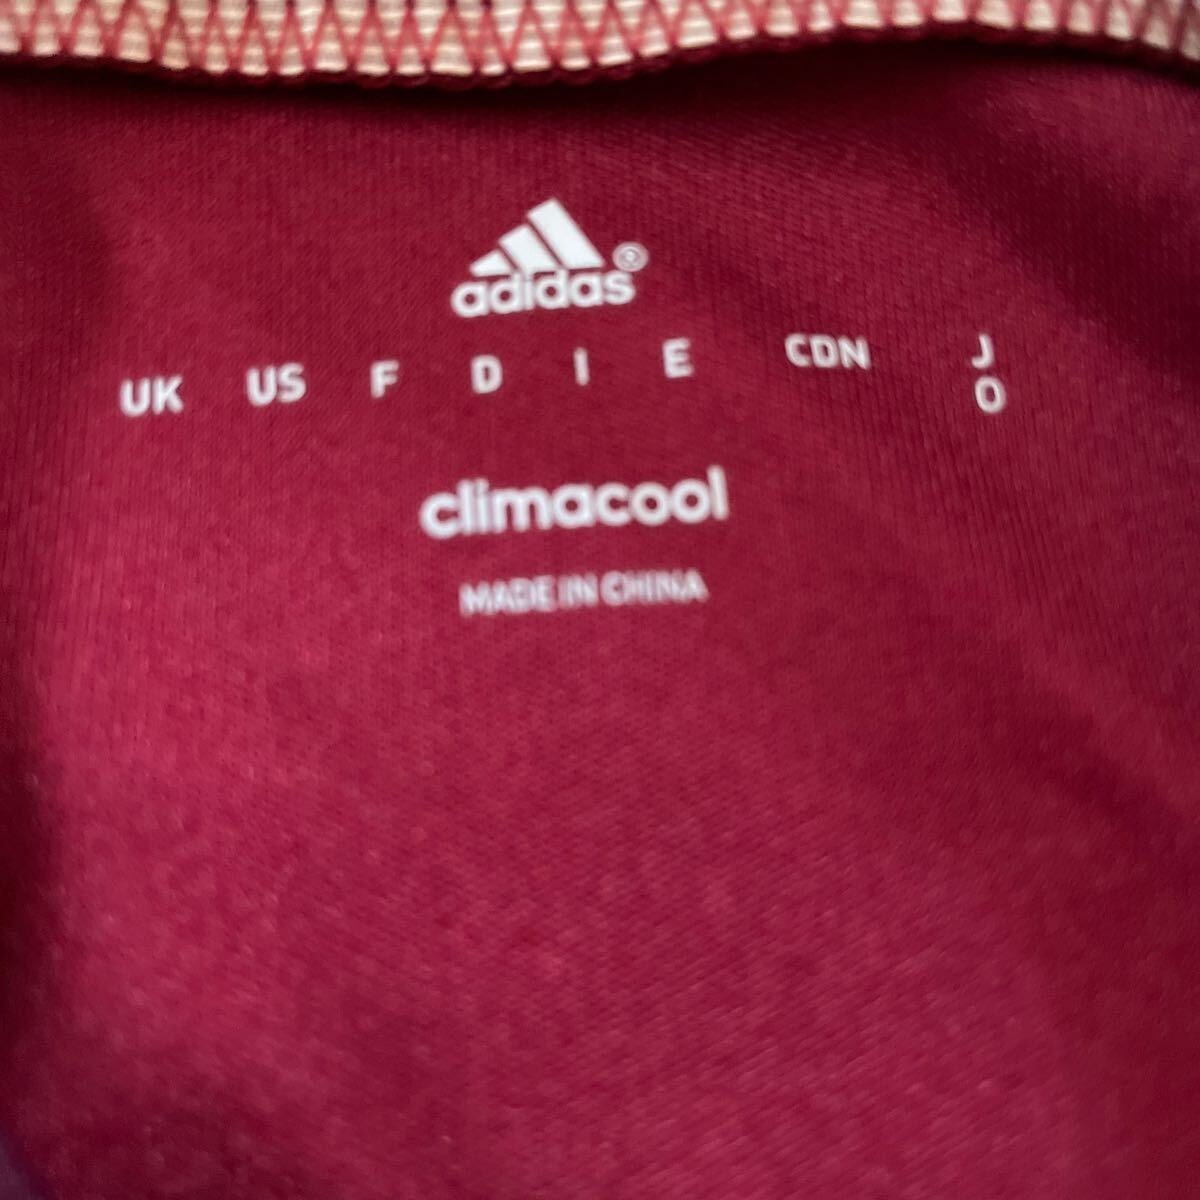 adidas®
UK US F D I E CDN J
O
climacool
MADE IN CHINA